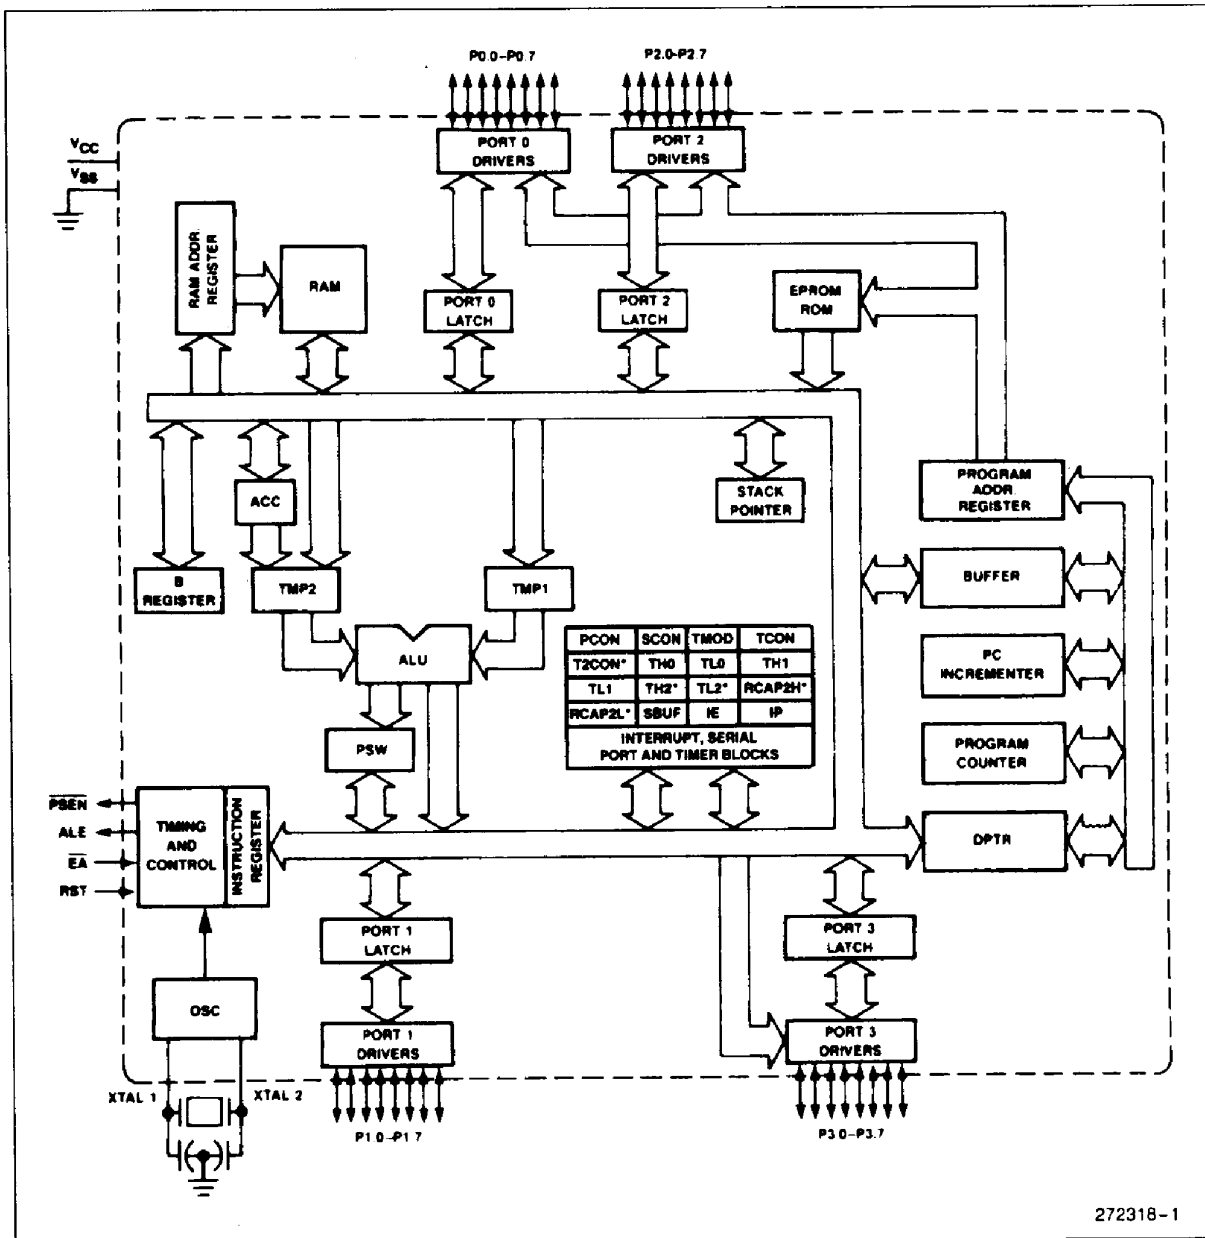 P0.0–P0.7
P2.0–P2.7
VCC
VSS
PORT 0
DRIVERS
PORT 2
DRIVERS
RAM ADDR.
REGISTER
RAM
PORT 0
LATCH
PORT 2
LATCH
EPROM
ROM
B
REGISTER
ACC
TMP2
TMP1
ALU
STACK
POINTER
PROGRAM
ADDR.
REGISTER
BUFFER
PC
INCREMENTER
PROGRAM
COUNTER
DPTR
PCON SCON TMOD TCON
T2CON* TH0 TL0 TH1
TL1 TH2* TL2* RCAP2H*
RCAP2L* SBUF IE IP
INTERRUPT, SERIAL
PORT AND TIMER BLOCKS
PSW
PSEN
ALE
EA
RST
TIMING
AND
CONTROL
INSTRUCTION
REGISTER
PORT 1
LATCH
PORT 3
LATCH
OSC
PORT 1
DRIVERS
PORT 3
DRIVERS
XTAL 1
XTAL 2
P1.0–P1.7
P3.0–P3.7
272318–1